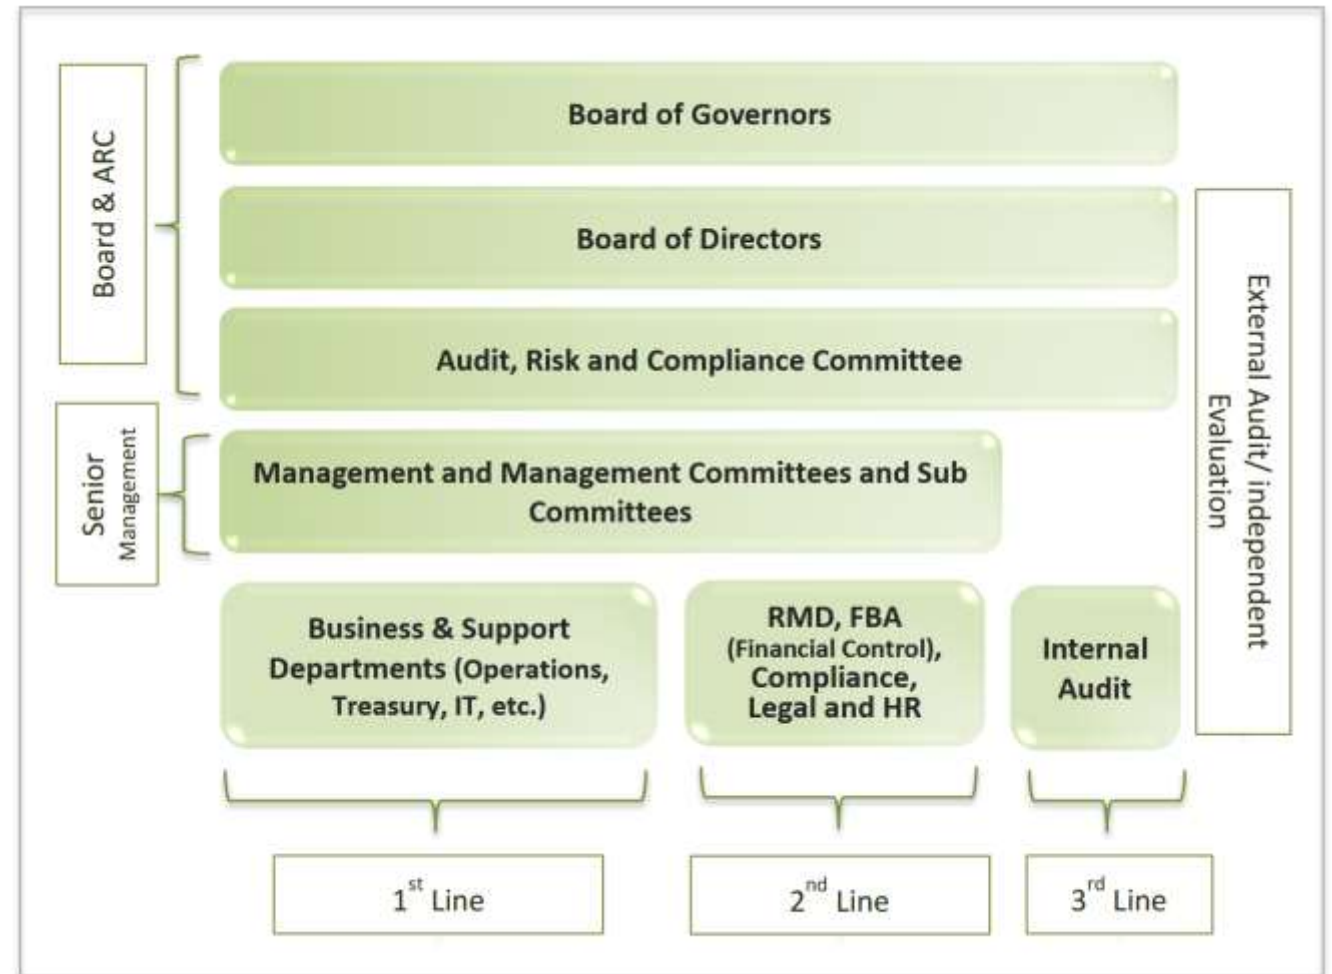 Board & ARC
Board of Governors
Board of Directors
Audit, Risk and Compliance Committee
External Audit/ independent
Evaluation
Senior
Management
Management and Management Committees and Sub
Committees
Business & Support
Departments (Operations,
Treasury, IT, etc.)
RMD, FBA
(Financial Control),
Compliance,
Legal and HR
Internal
Audit
1st Line
2nd Line
3rd Line